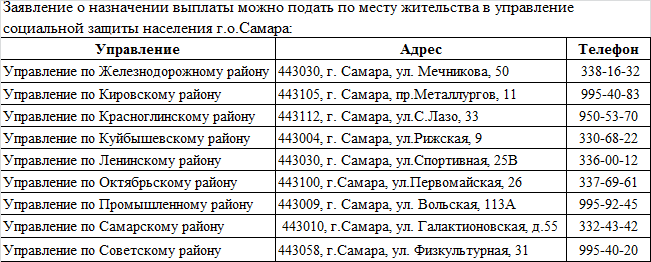 Заявление о назначении выплаты можно подать по месту жительства в управление
социальной защиты населения г.о.Самара:
Управление Адрес Телефон
Управление по Железнодорожному району 443030, г. Самара, ул. Мечникова, 50 338-16-32
Управление по Кировскому району 443105, г. Самара, пр.Металлургов, 11 995-40-83
Управление по Красноглинскому району 443112, г. Самара, ул.С.Лазо, 33 950-53-70
Управление по Куйбышевскому району 443004, г. Самара, ул.Рижская, 9 330-68-22
Управление по Ленинскому району 443030, г. Самара, ул.Спортивная, 25В 336-00-12
Управление по Октябрьскому району 443100, г.Самара, ул.Первомайская, 26 337-69-61
Управление по Промышленному району 443009, г. Самара, ул. Вольская, 113А 995-92-45
Управление по Самарскому району 443010, г. Самара, ул. Галактионовская, д.55 332-43-42
Управление по Советскому району 443058, г.Самара, ул. Физкультурная, 31 995-40-20